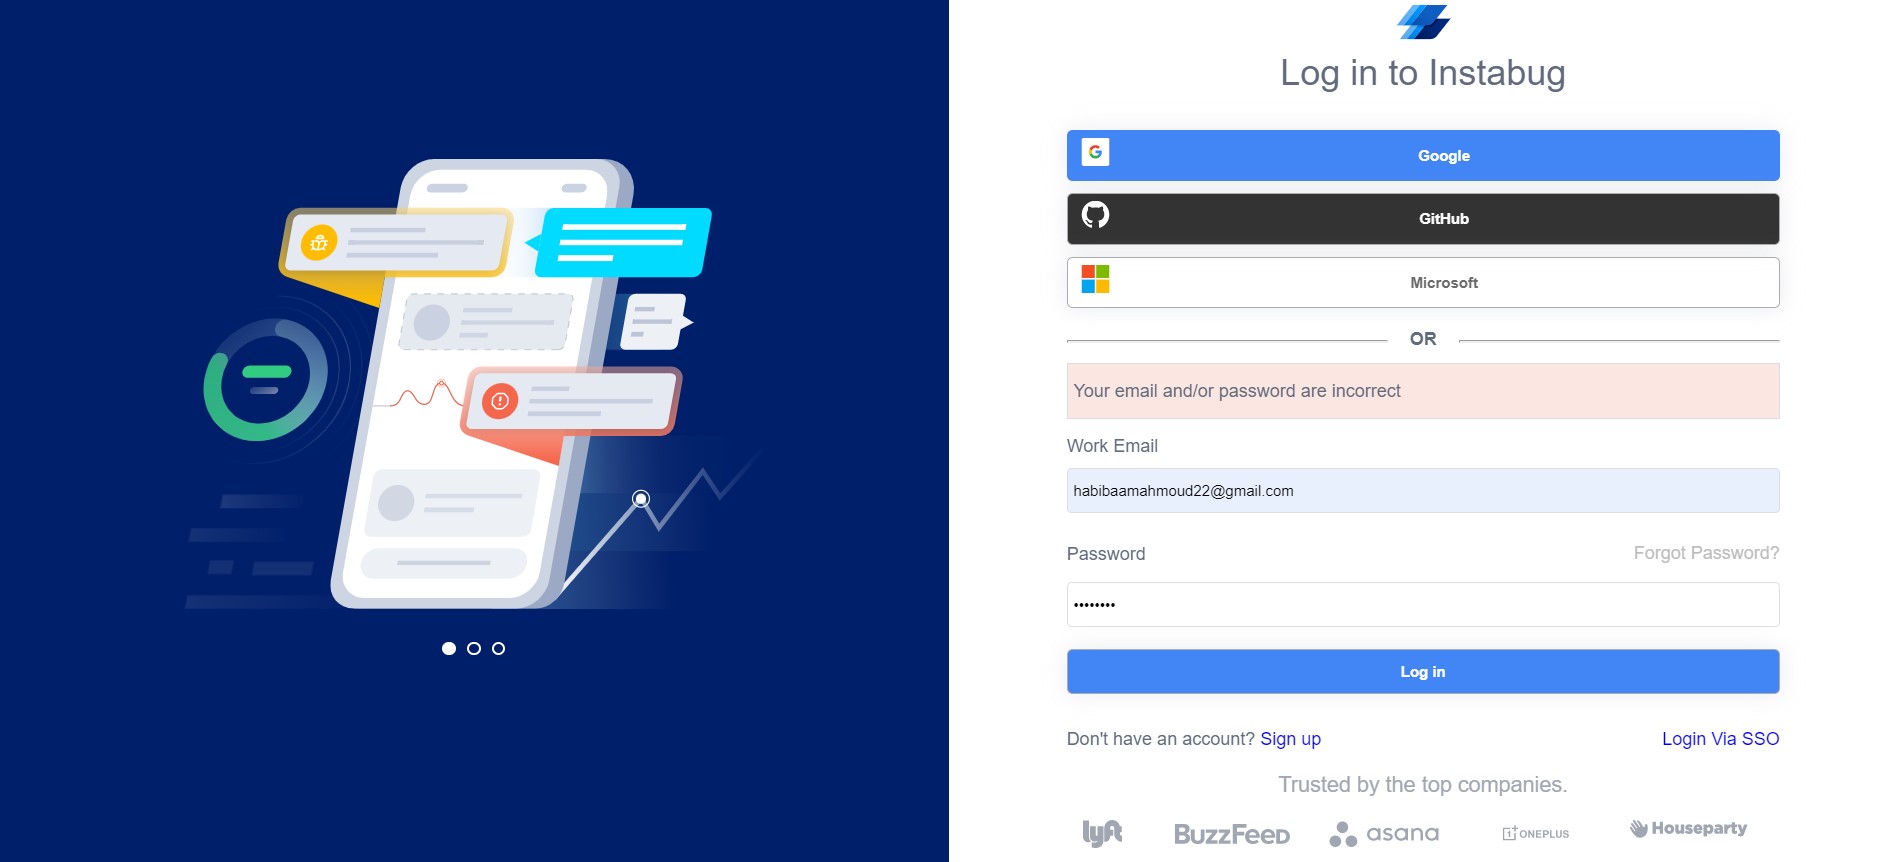 Log in to Instabug
Google
GitHub
Microsoft
OR
Your email and/or password are incorrect
Work Email
habibaamahmoud22@gmail.com
Password
Forgot Password?
••••••••
Log in
Don't have an account? Sign up
Login Via SSO
Trusted by the top companies.
lyft
BuzzFeed
asana
1+ ONEPLUS
Houseparty